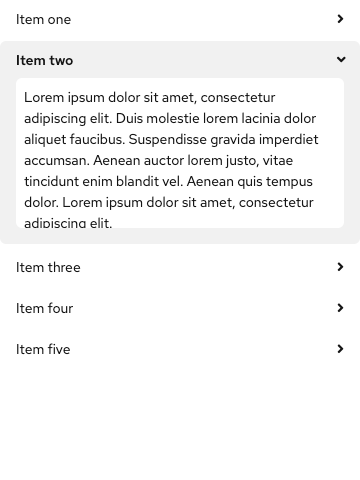 Item one
Item two
Lorem ipsum dolor sit amet, consectetur
adipiscing elit. Duis molestie lorem lacinia dolor
aliquet faucibus. Suspendisse gravida imperdiet
accumsan. Aenean auctor lorem justo, vitae
tincidunt enim blandit vel. Aenean quis tempus
dolor. Lorem ipsum dolor sit amet, consectetur
adipiscing elit.
Item three
Item four
Item five